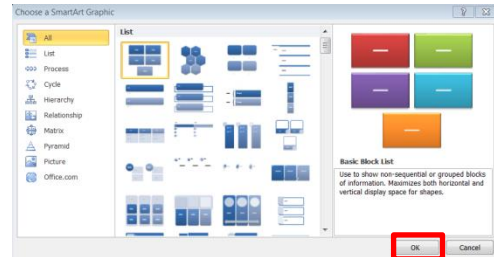 Choose a SmartArt Graphic
All
List
Process
Cycle
Hierarchy
Relationship
Matrix
Pyramid
Picture
Office.com
List
Basic Block List
Use to show non-sequential or grouped blocks
of information. Maximizes both horizontal and
vertical display space for shapes.
OK
Cancel